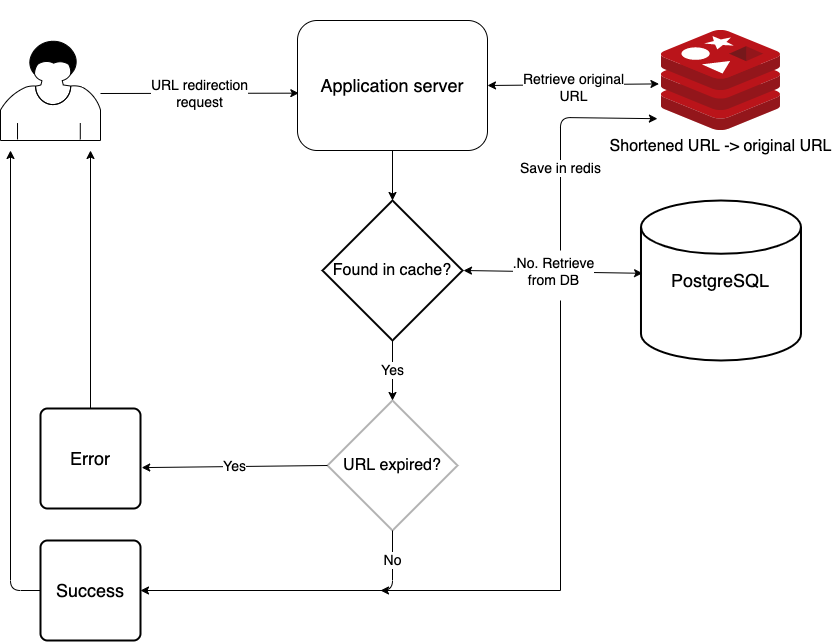 URL redirection
request
Application server
Retrieve original
URL
Shortened URL -> original URL
Save in redis
Found in cache?
.No. Retrieve
from DB
PostgreSQL
Yes
Error
Yes
URL expired?
No
Success